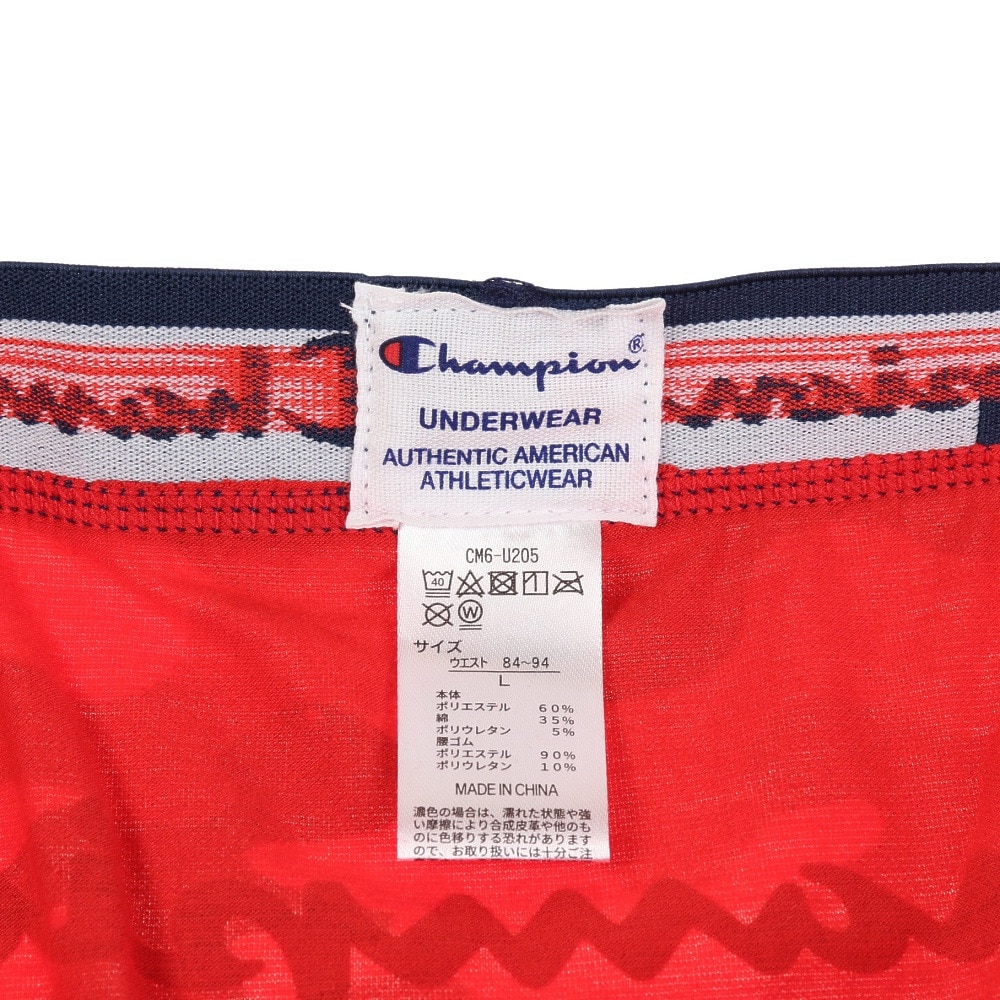 Champion®
UNDERWEAR
AUTHENTIC AMERICAN
ATHLETICWEAR
CM6-U205
40
W
サイズ
ウエスト 84~94
L
本体
ポリエステル 60%
綿 35%
ポリウレタン 5%
腰ゴム
ポリエステル 90%
ポリウレタン 10%
MADE IN CHINA
濃色の場合は、濡れた状態や強
い摩擦により合成皮革や他のも
のに色移りする恐れがあります
ので、お取り扱いには十分ご注